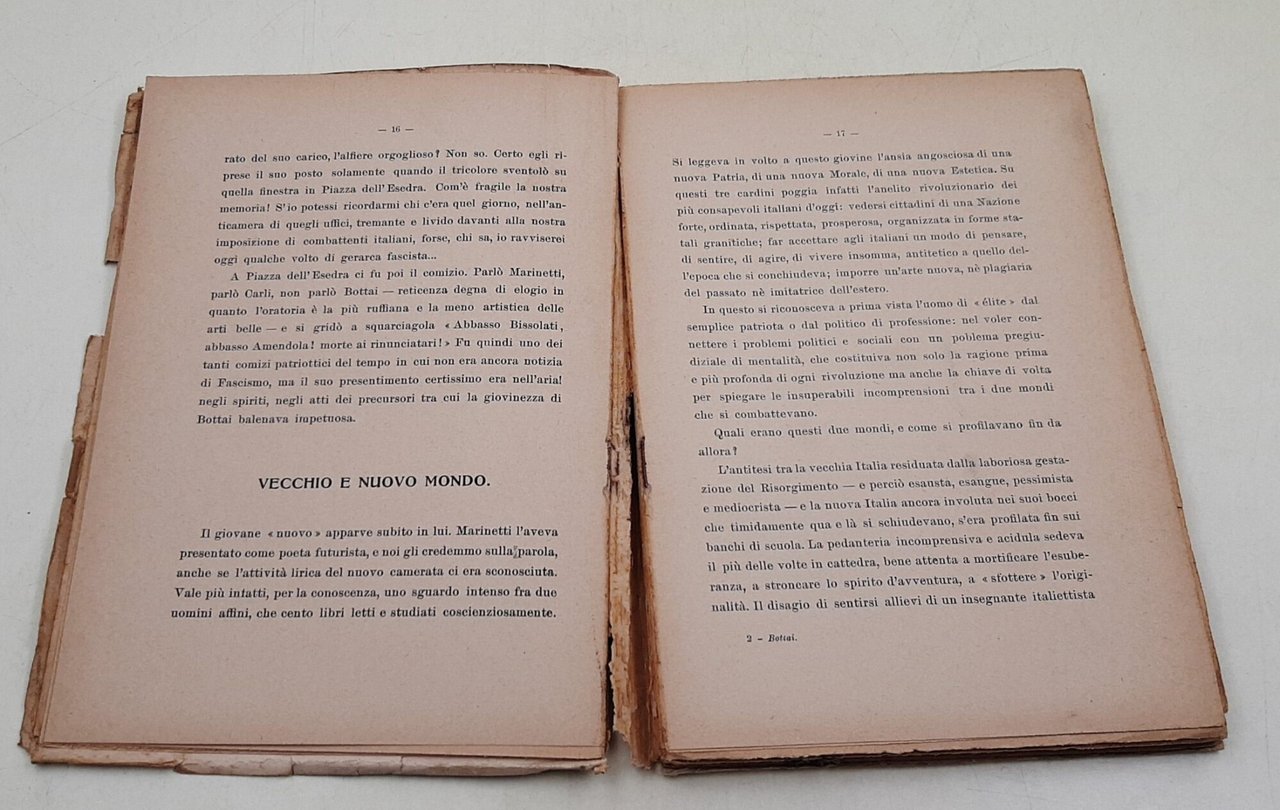 — 16 —
rato del suo carico, l'alfiere orgoglioso? Non so. Certo egli ri-
prese il suo posto solamente quando il tricolore sventolò su
quella finestra in Piazza dell'Esedra. Com'è fragile la nostra
memoria! S'io potessi ricordarmi chi c'era quel giorno, nell'an-
ticamera di quegli uffici, tremante e livido davanti alla nostra
imposizione di combattenti italiani, forse, chi sa, io ravviserei
oggi qualche volto di gerarca fascista...
A Piazza dell'Esedra ci fu poi il comizio. Parlò Marinetti,
parlò Carli, non parlò Bottai — reticenza degna di elogio in
quanto l'oratoria è la più ruffiana e la meno artistica delle
arti belle — e si gridò a squarciagola « Abbasso Bissolati,
abbasso Amendola! morte ai rinunciatari! » Fu quindi uno dei
tanti comizi patriottici del tempo in cui non era ancora notizia
di Fascismo, ma il suo presentimento certissimo era nell'aria!
negli spiriti, negli atti dei precursori tra cui la giovinezza di
Bottai balenava impetuosa.
VECCHIO E NUOVO MONDO.
Il giovane « nuovo » apparve subito in lui. Marinetti l'aveva
presentato come poeta futurista, e noi gli credemmo sulla parola,
anche se l'attività lirica del nuovo camerata ci era sconosciuta.
Vale più infatti, per la conoscenza, uno sguardo intenso fra due
uomini affini, che cento libri letti e studiati coscienziosamente.
— 17 —
Si leggeva in volto a questo giovine l'ansia angosciosa di una
nuova Patria, di una nuova Morale, di una nuova Estetica. Su
questi tre cardini poggia infatti l'anelito rivoluzionario dei
più consapevoli italiani d'oggi: vedersi cittadini di una Nazione
forte, ordinata, rispettata, prosperosa, organizzata in forme sta-
tali granitiche; far accettare agli italiani un modo di pensare,
di sentire, di agire, di vivere insomma, antitetico a quello del-
l'epoca che si conchiudeva; imporre un'arte nuova, nè plagiaria
del passato nè imitatrice dell'estero.
In questo si riconosceva a prima vista l'uomo di « élite » dal
semplice patriota o dal politico di professione: nel voler con-
nettere i problemi politici e sociali con un poblema pregiu-
diziale di mentalità, che costituiva non solo la ragione prima
e più profonda di ogni rivoluzione ma anche la chiave di volta
per spiegare le insuperabili incomprensioni tra i due mondi
che si combattevano.
Quali erano questi due mondi, e come si profilavano fin da
allora?
L'antitesi tra la vecchia Italia residuata dalla laboriosa gesta-
zione del Risorgimento — e perciò esausta, esangue, pessimista
e mediocrista — e la nuova Italia ancora involuta nei suoi bocci
che timidamente qua e là si schiudevano, s'era profilata fin sui
banchi di scuola. La pedanteria incomprensiva e acidula sedeva
il più delle volte in cattedra, bene attenta a mortificare l'esube-
ranza, a stroncare lo spirito d'avventura, a « sfottere » l'origi-
nalità. Il disagio di sentirsi allievi di un insegnante italiettista
2 - Bottai.